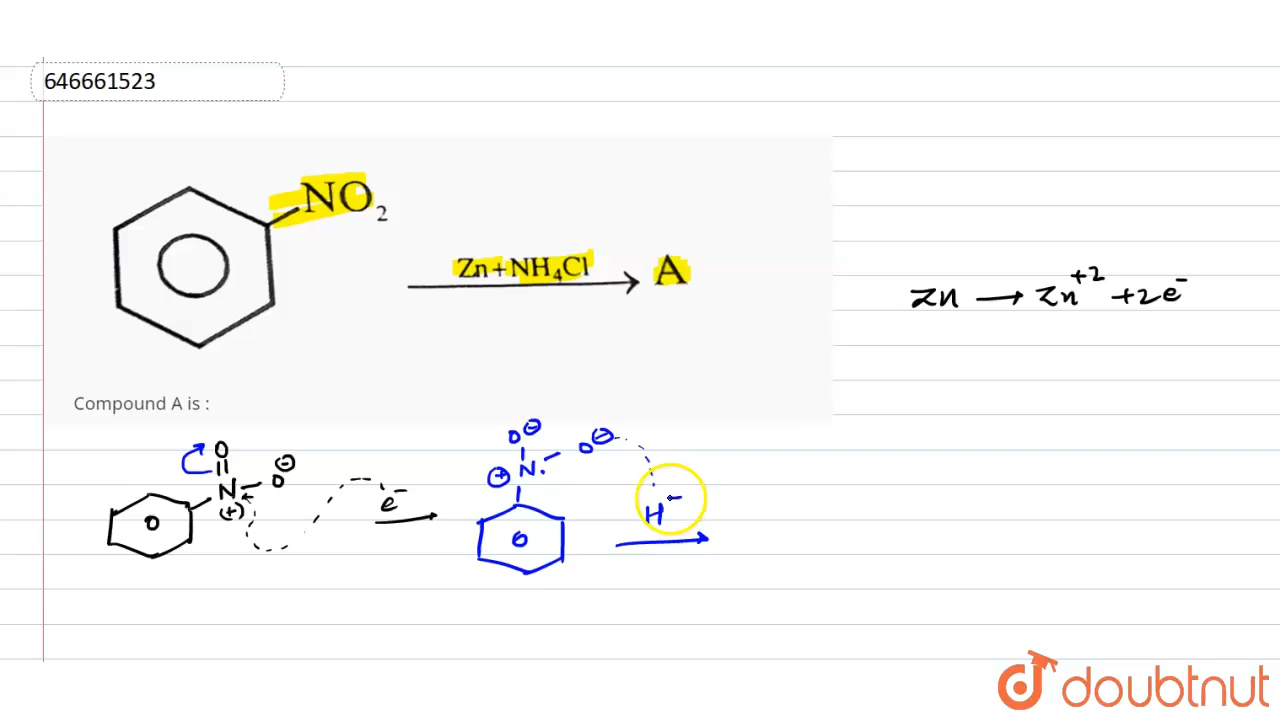 646661523
NO₂
Zn+NH₄Cl
A
Zn → Zn⁺² + 2e⁻
Compound A is :
O
N
O
⊖
(+)
e⁻
O⊖
⊕ N.
O⊖
H⁻
doubtnut